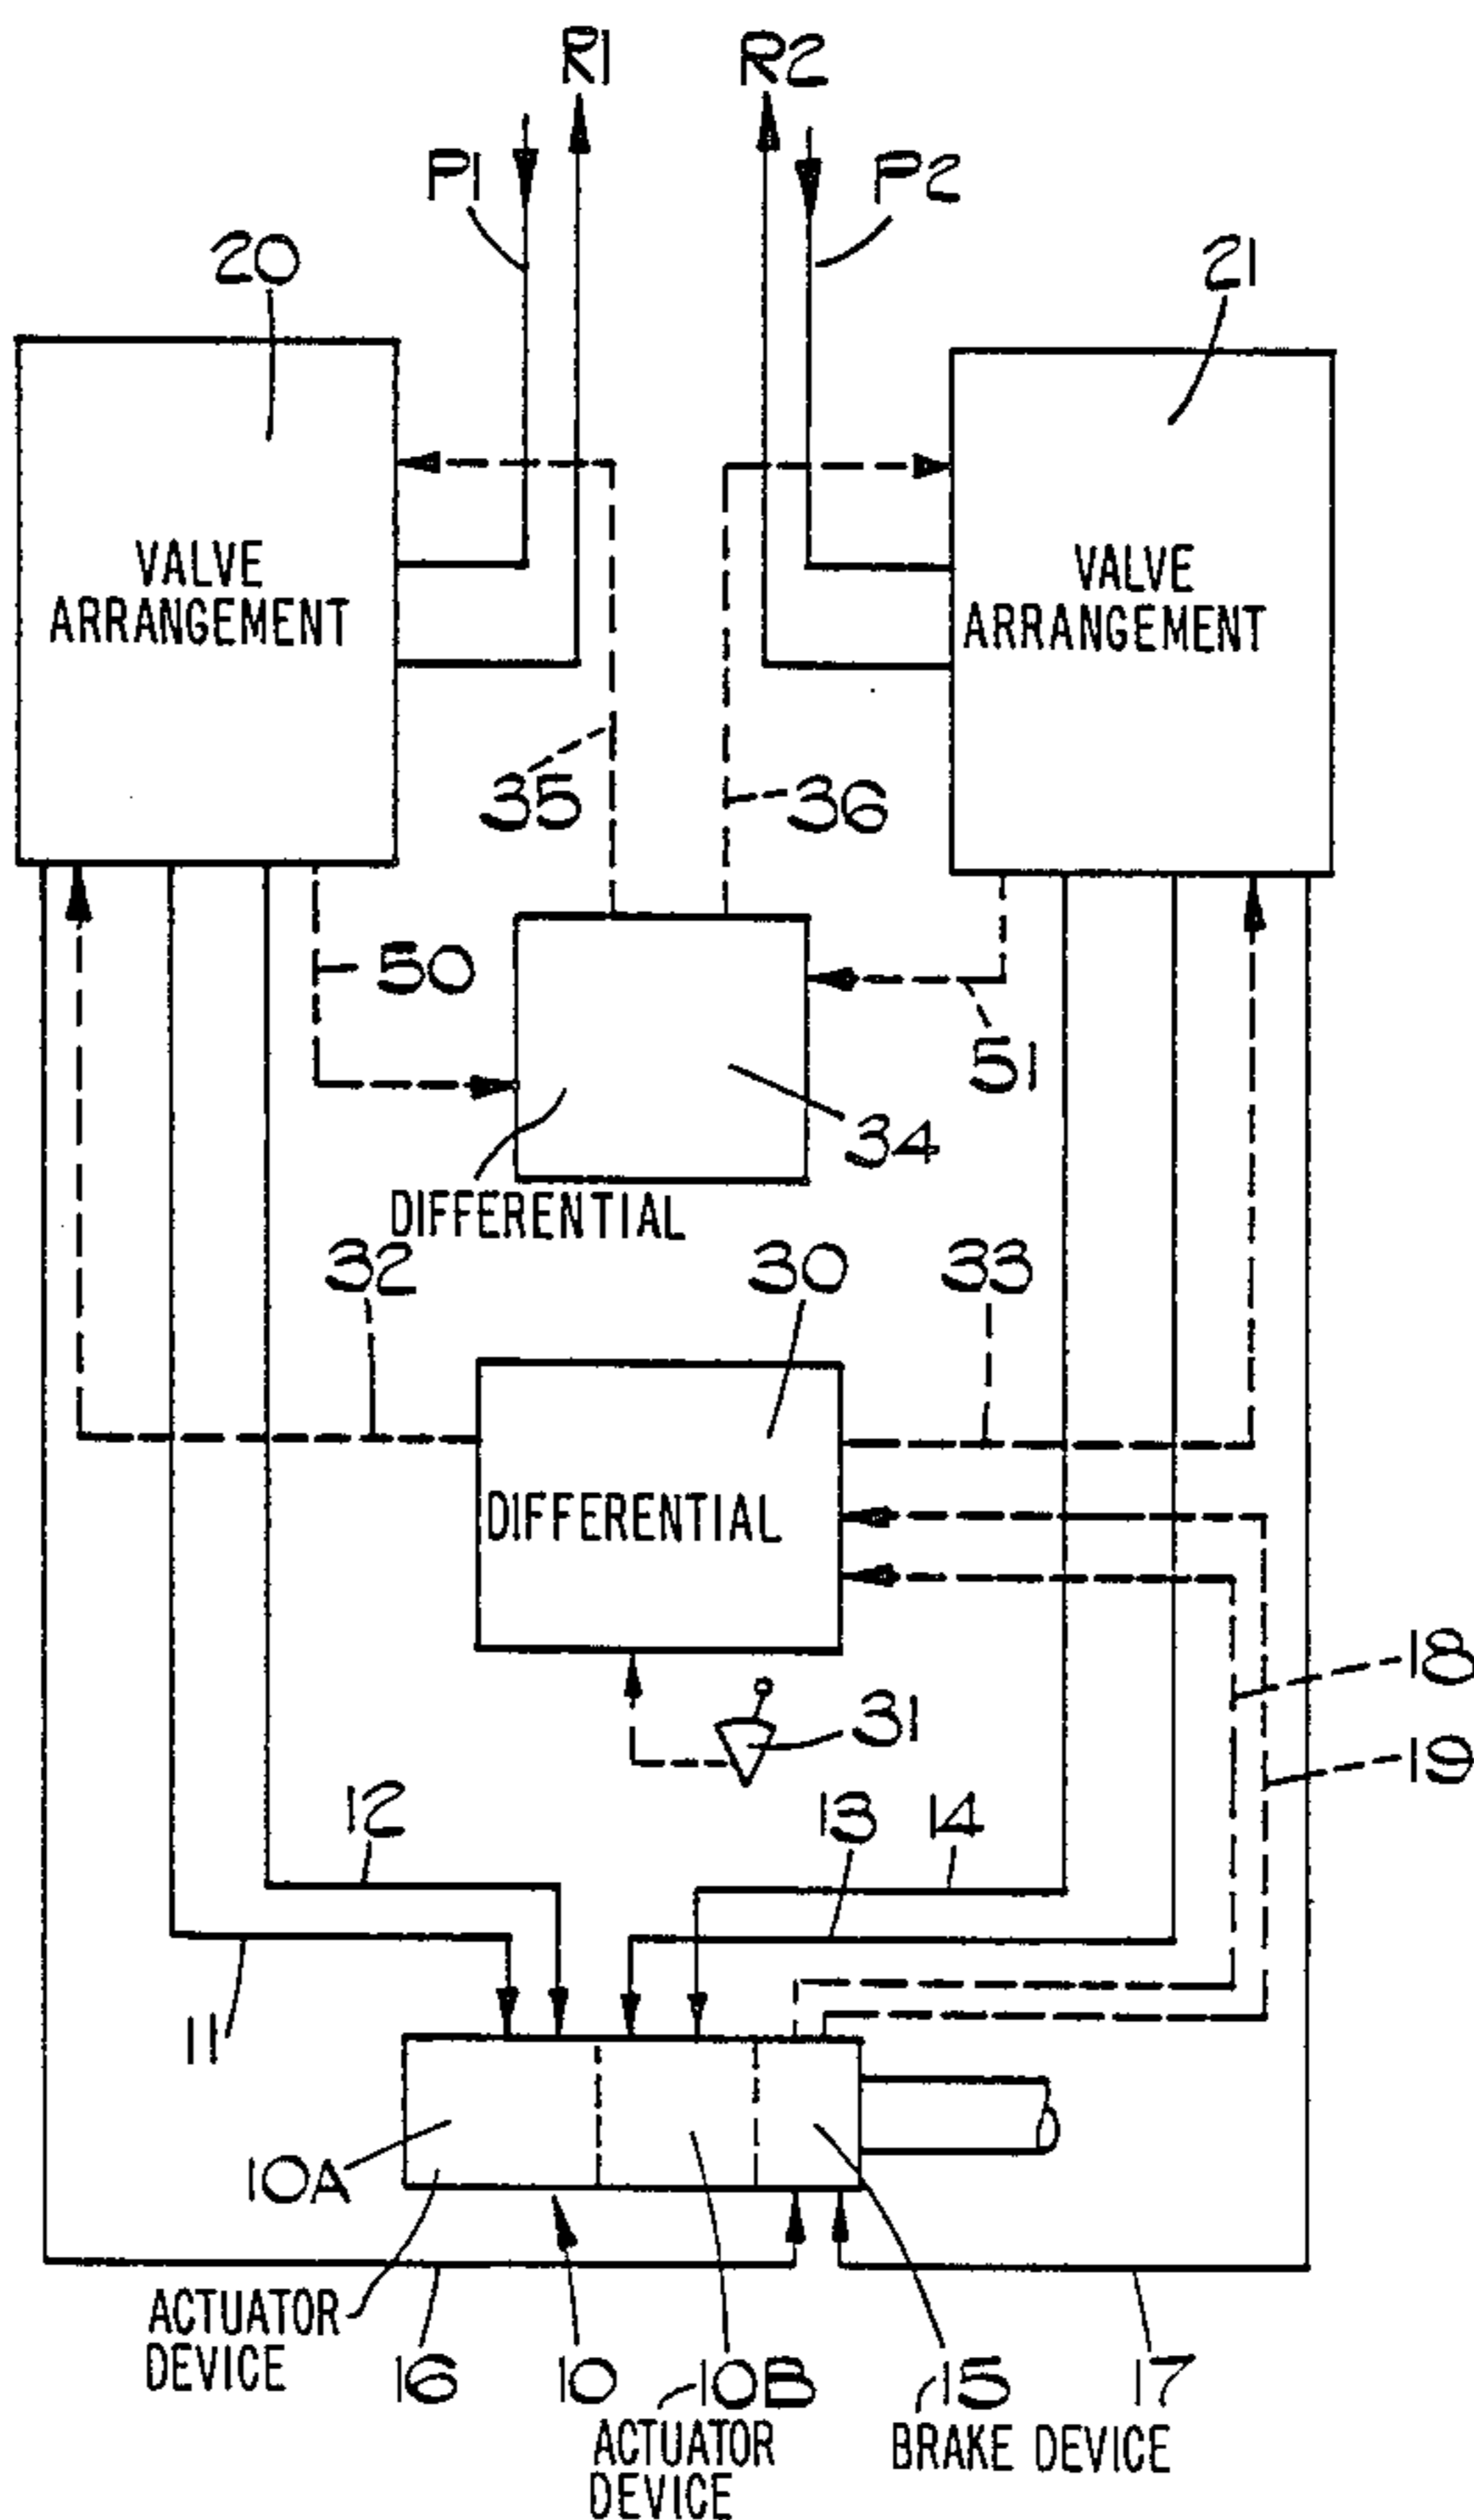 R1
R2
P1
P2
20
21
VALVE
ARRANGEMENT
VALVE
ARRANGEMENT
35
36
50
51
34
DIFFERENTIAL
32
30
33
DIFFERENTIAL
18
31
19
12
13
14
11
10A
ACTUATOR
DEVICE
16
10
10B
15
17
ACTUATOR
DEVICE
BRAKE DEVICE